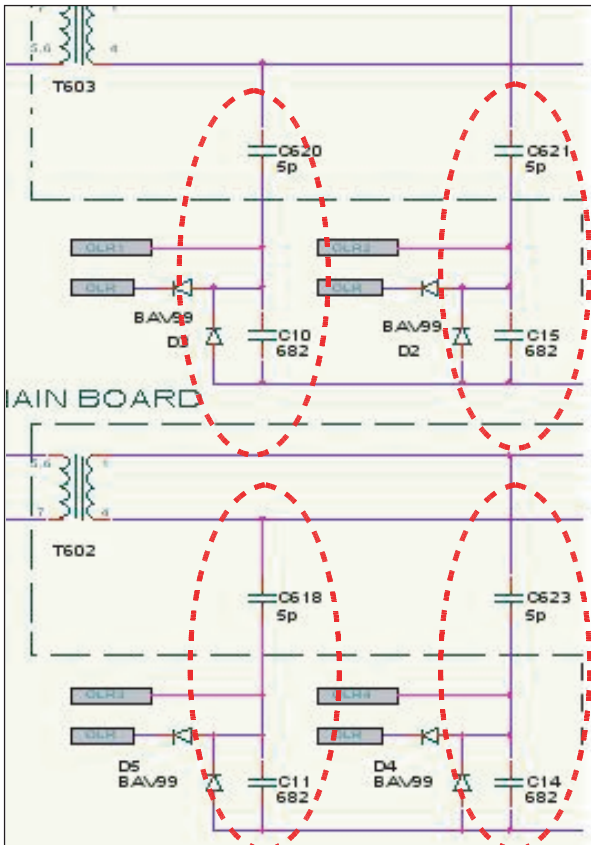 5,6
4
T603
C620
5p
C621
5p
OLR1
OLR2
OLR
OLR
BAV99
D3
C10
682
BAV99
D2
C15
682
IAIN BOARD
5,6
1
7
4
T602
C618
5p
C623
5p
OLR3
OLR4
OLR
OLR
D5
BAV99
C11
682
D4
BAV99
C14
682